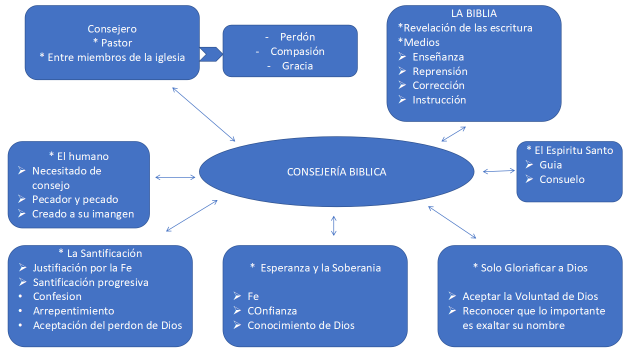 Consejero
* Pastor
* Entre miembros de la iglesia
- Perdón
- Compasión
- Gracia
LA BIBLIA
*Revelación de las escritura
*Medios
➢ Enseñanza
➢ Reprensión
➢ Corrección
➢ Instrucción
CONSEJERÍA BIBLICA
* El humano
➢ Necesitado de
consejo
➢ Pecador y pecado
➢ Creado a su imangen
* El Espiritu Santo
➢ Guia
➢ Consuelo
* La Santificación
➢ Justifiación por la Fe
➢ Santificación progresiva
• Confesion
• Arrepentimiento
• Aceptación del perdon de Dios
* Esperanza y la Soberania
➢ Fe
➢ COnfianza
➢ Conocimiento de Dios
* Solo Gloriaficar a Dios
➢ Aceptar la Voluntad de Dios
➢ Reconocer que lo importante
es exaltar su nombre